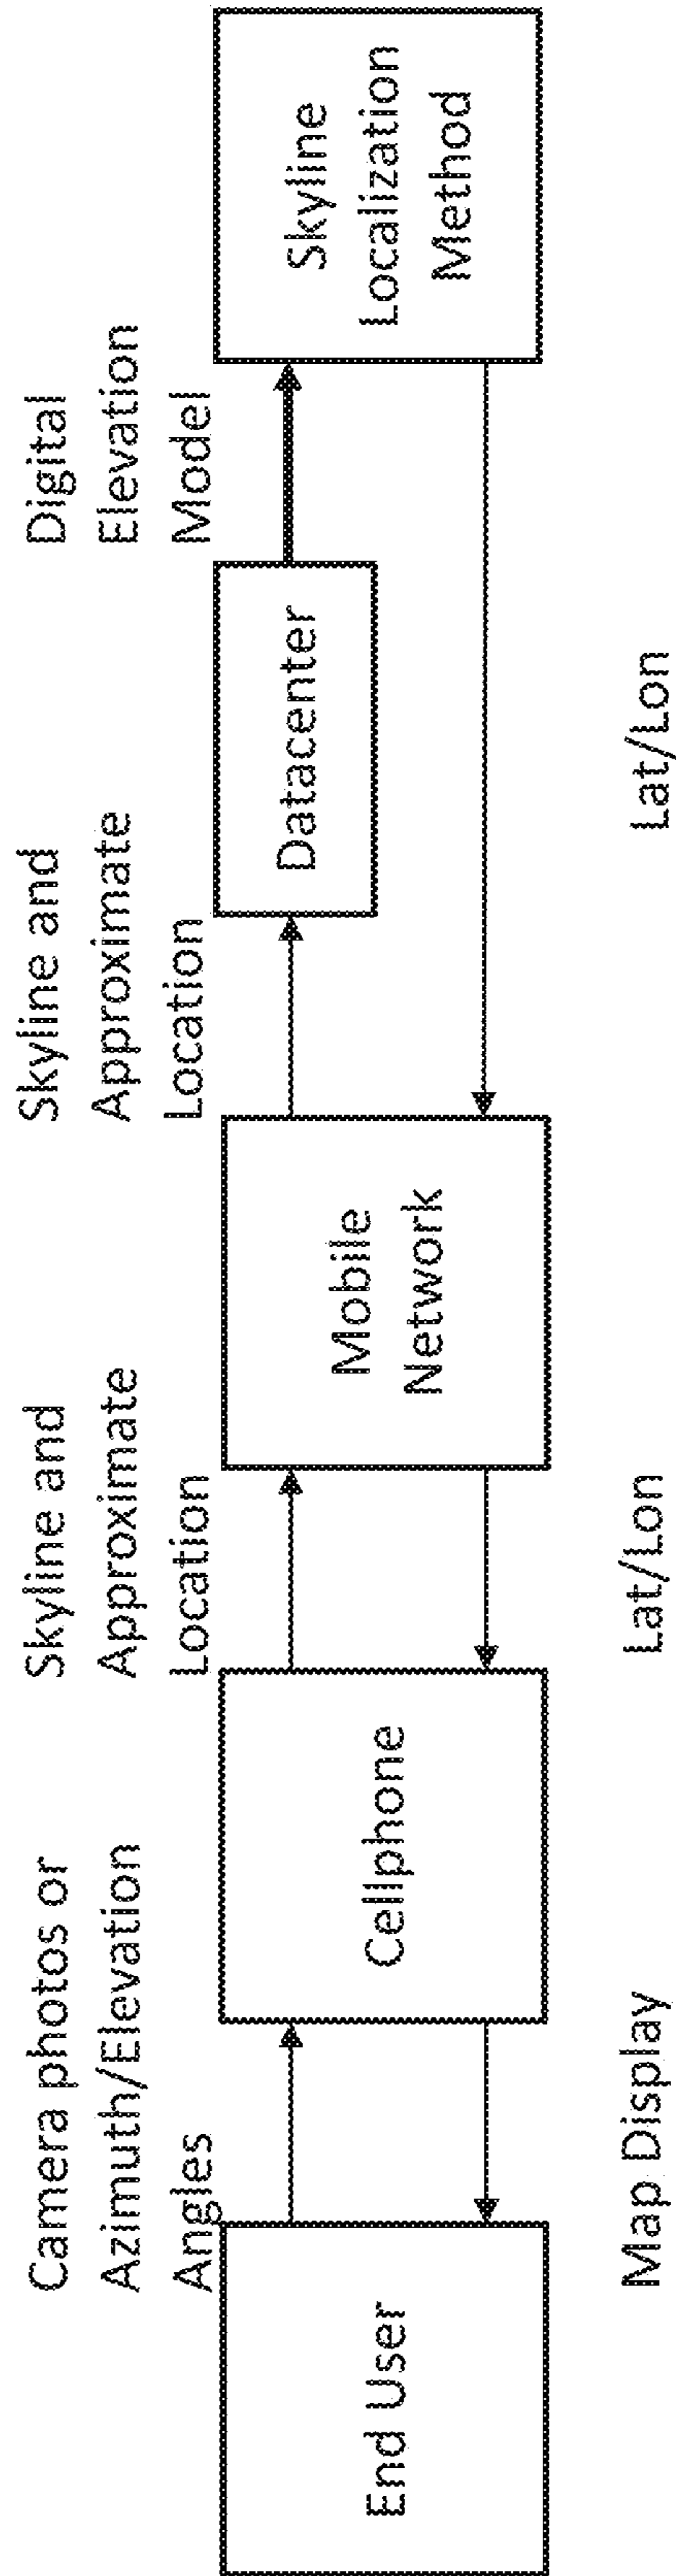 Camera photos or
Azimuth/Elevation
Angles
Skyline and
Approximate
Location
Skyline and
Approximate
Location
Digital
Elevation
Model
End User
Cellphone
Mobile
Network
Datacenter
Skyline
Localization
Method
Map Display
Lat/Lon
Lat/Lon